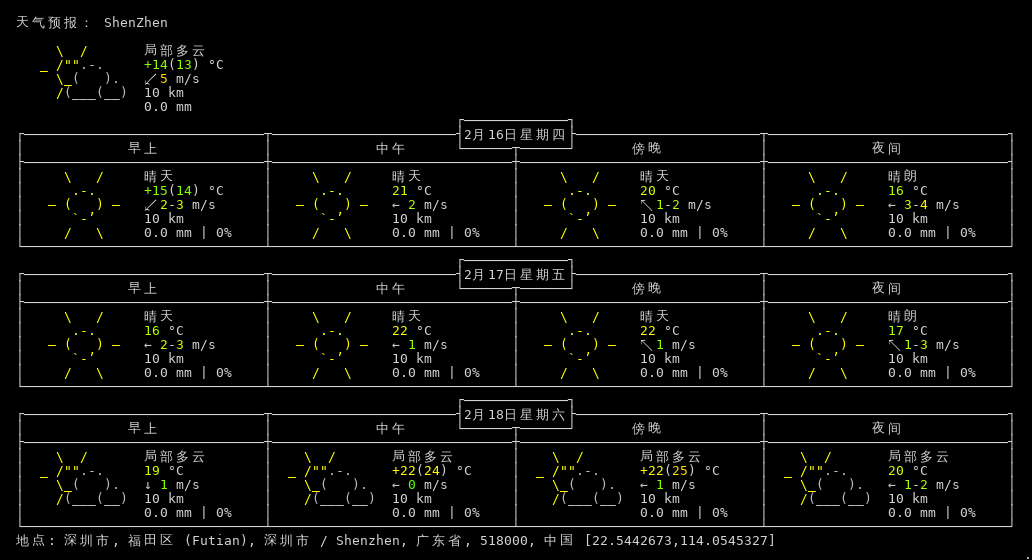 天气预报： ShenZhen
局部多云
+14(13) °C
↙5 m/s
10 km
0.0 mm
2月16日星期四
早上 中午 傍晚 夜间
晴天 晴天 晴天 晴朗
+15(14) °C 21 °C 20 °C 16 °C
↙2-3 m/s ← 2 m/s ↖1-2 m/s ← 3-4 m/s
10 km 10 km 10 km 10 km
0.0 mm | 0% 0.0 mm | 0% 0.0 mm | 0% 0.0 mm | 0%
2月17日星期五
早上 中午 傍晚 夜间
晴天 晴天 晴天 晴朗
16 °C 22 °C 22 °C 17 °C
← 2-3 m/s ← 1 m/s ↖1 m/s ↖1-3 m/s
10 km 10 km 10 km 10 km
0.0 mm | 0% 0.0 mm | 0% 0.0 mm | 0% 0.0 mm | 0%
2月18日星期六
早上 中午 傍晚 夜间
局部多云 局部多云 局部多云 局部多云
19 °C +22(24) °C +22(25) °C 20 °C
↓ 1 m/s ← 0 m/s ← 1 m/s ← 1-2 m/s
10 km 10 km 10 km 10 km
0.0 mm | 0% 0.0 mm | 0% 0.0 mm | 0% 0.0 mm | 0%
地点: 深圳市, 福田区 (Futian), 深圳市 / Shenzhen, 广东省, 518000, 中国 [22.5442673,114.0545327]